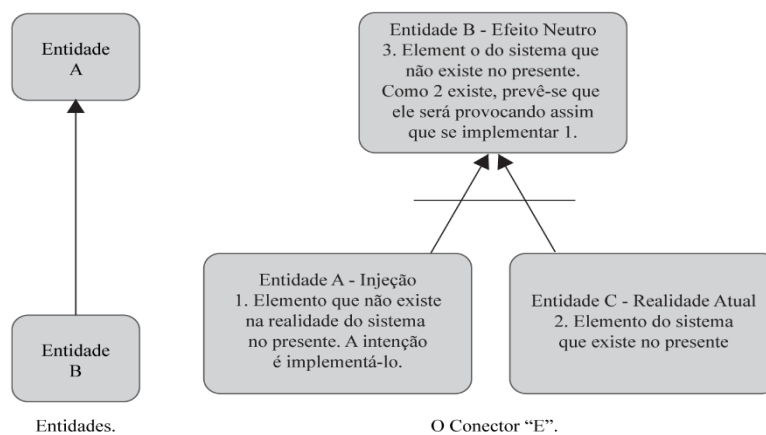 Entidade
A
Entidade
B
Entidades.
Entidade B - Efeito Neutro
3. Element o do sistema que
não existe no presente.
Como 2 existe, prevê-se que
ele será provocando assim
que se implementar 1.
Entidade A - Injeção
1. Elemento que não existe
na realidade do sistema
no presente. A intenção
é implementá-lo.
Entidade C - Realidade Atual
2. Elemento do sistema
que existe no presente
O Conector “E”.